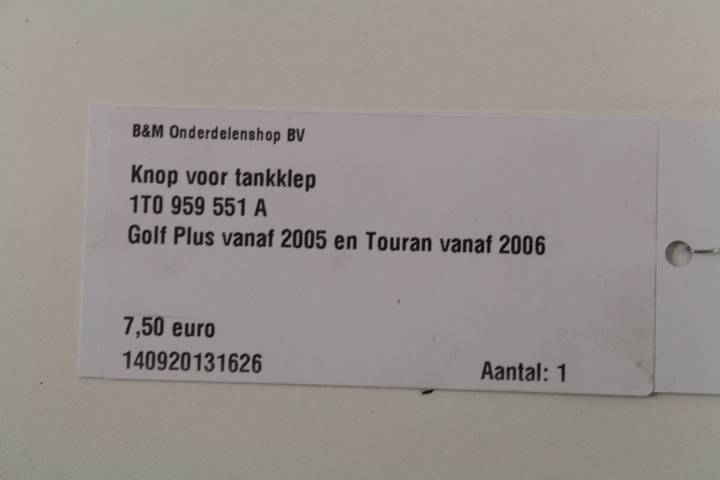 B&M Onderdelenshop BV
Knop voor tankklep
1T0 959 551 A
Golf Plus vanaf 2005 en Touran vanaf 2006
7,50 euro
140920131626
Aantal: 1